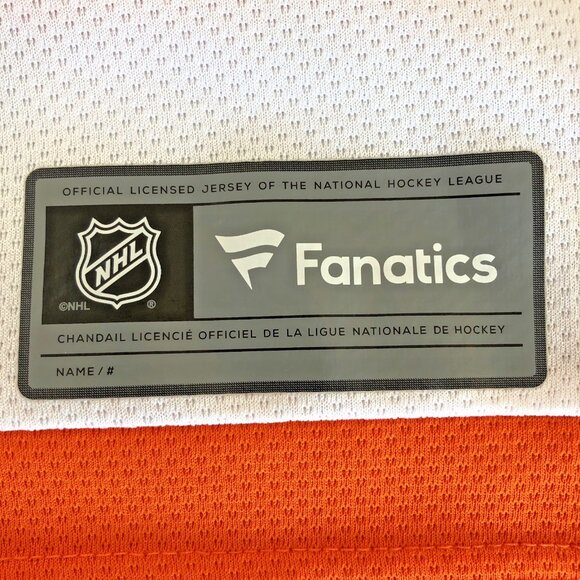 OFFICIAL LICENSED JERSEY OF THE NATIONAL HOCKEY LEAGUE
NHL
©NHL ®
Fanatics
CHANDAIL LICENCIÉ OFFICIEL DE LA LIGUE NATIONALE DE HOCKEY
NAME / #